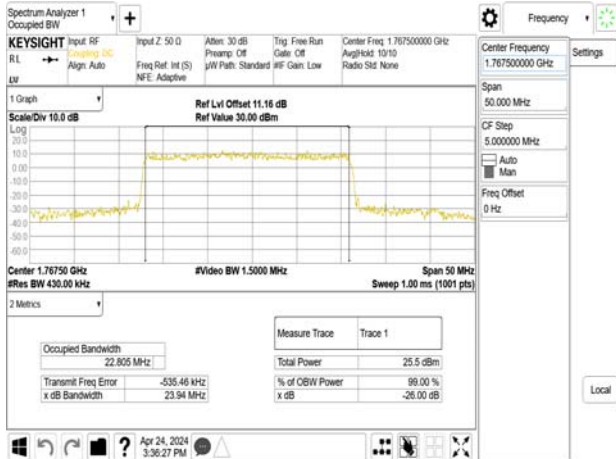 Spectrum Analyzer 1
Occupied BW
+
Frequency
KEYSIGHT
Input: RF
Coupling: DC
Align: Auto
RL
LXI
Input Z: 50 Ω
Freq Ref: Int (S)
NFE: Adaptive
Atten: 30 dB
Preamp: Off
µW Path: Standard
Trig: Free Run
Gate: Off
#IF Gain: Low
Center Freq: 1.767500000 GHz
Avg|Hold: 10/10
Radio Std: None
Center Frequency
1.767500000 GHz
Settings
Span
50.000 MHz
CF Step
5.000000 MHz
Auto
Man
Freq Offset
0 Hz
Local
1 Graph
Scale/Div 10.0 dB
Ref Lvl Offset 11.16 dB
Ref Value 30.00 dBm
Log
20.0
10.0
0.00
-10.0
-20.0
-30.0
-40.0
-50.0
-60.0
Center 1.76750 GHz
#Res BW 430.00 kHz
#Video BW 1.5000 MHz
Span 50 MHz
Sweep 1.00 ms (1001 pts)
2 Metrics
Measure Trace Trace 1
Occupied Bandwidth
22.805 MHz
Total Power 25.5 dBm
Transmit Freq Error -535.46 kHz
% of OBW Power 99.00 %
x dB Bandwidth 23.94 MHz
x dB -26.00 dB
?
Apr 24, 2024
3:36:27 PM